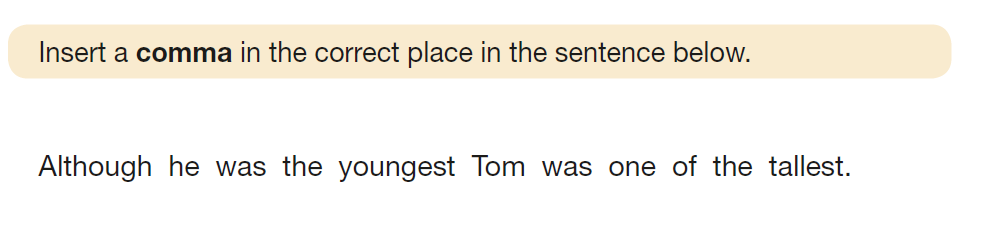 Insert a comma in the correct place in the sentence below.
Although he was the youngest Tom was one of the tallest.